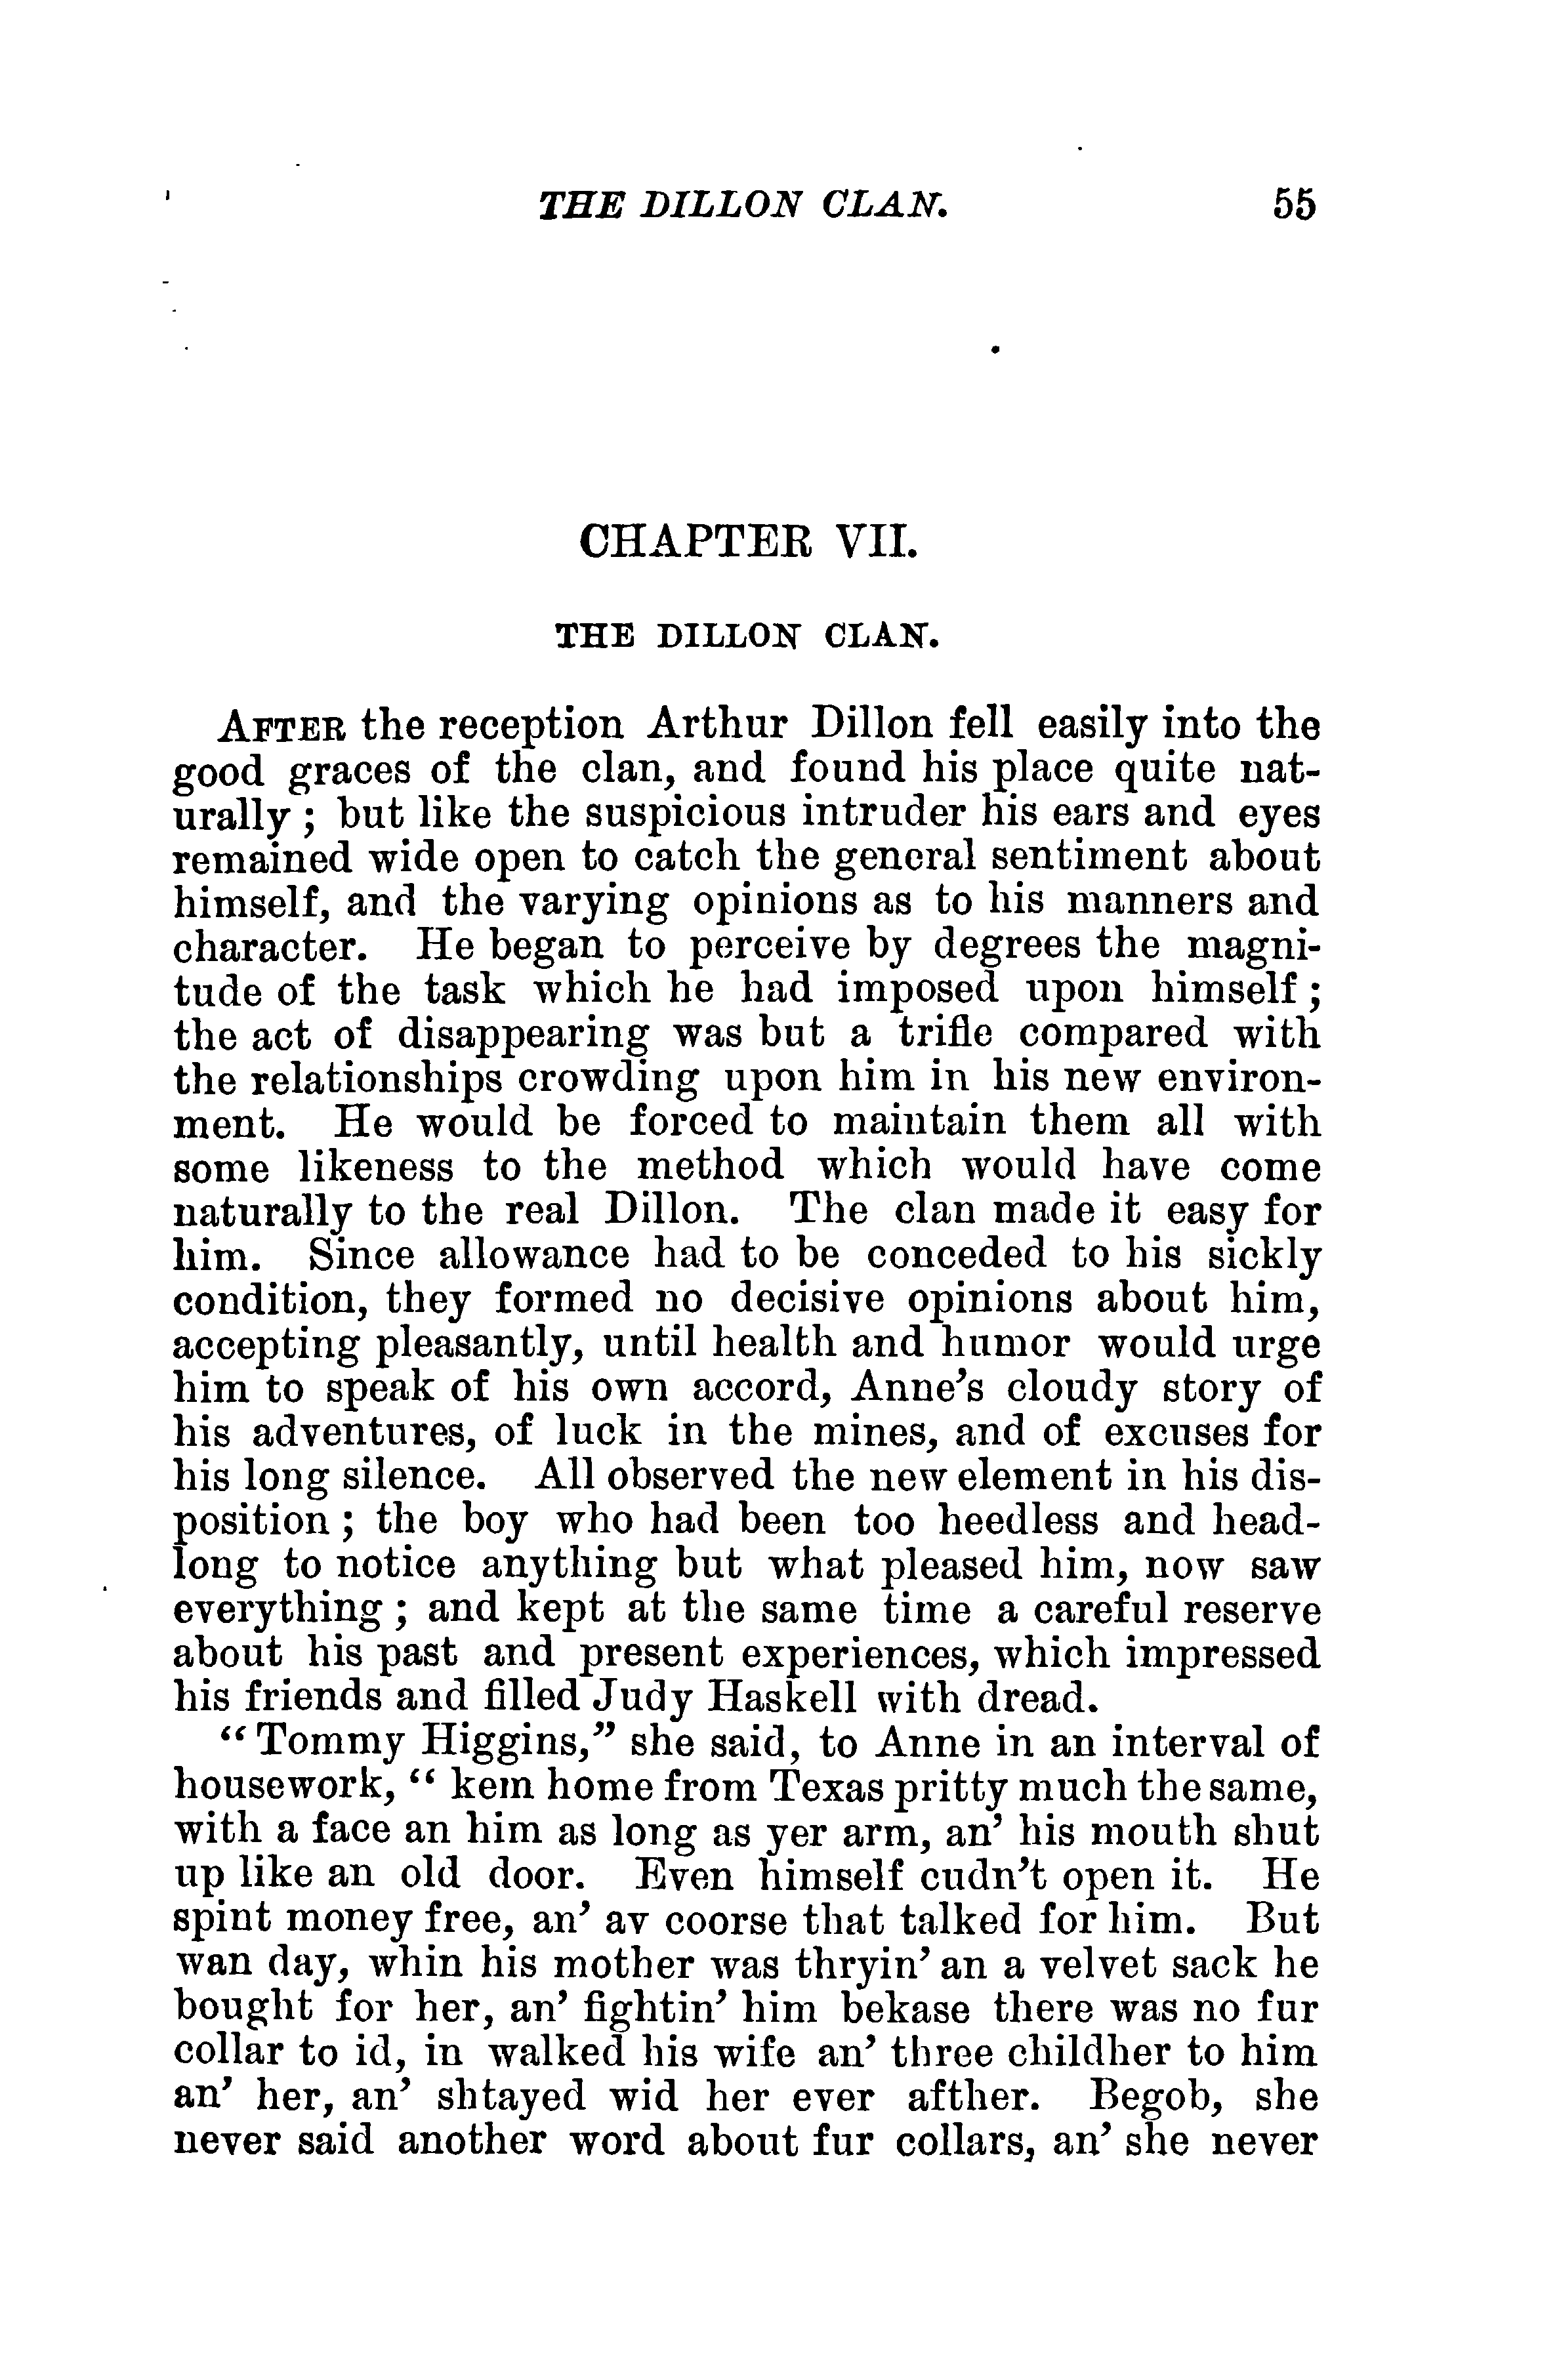 THE DILLON CLAN. 55
CHAPTER VII.
THE DILLON CLAN.
AFTER the reception Arthur Dillon fell easily into the
good graces of the clan, and found his place quite nat-
urally ; but like the suspicious intruder his ears and eyes
remained wide open to catch the general sentiment about
himself, and the varying opinions as to his manners and
character. He began to perceive by degrees the magni-
tude of the task which he had imposed upon himself ;
the act of disappearing was but a trifle compared with
the relationships crowding upon him in his new environ-
ment. He would be forced to maintain them all with
some likeness to the method which would have come
naturally to the real Dillon. The clan made it easy for
him. Since allowance had to be conceded to his sickly
condition, they formed no decisive opinions about him,
accepting pleasantly, until health and humor would urge
him to speak of his own accord, Anne's cloudy story of
his adventures, of luck in the mines, and of excuses for
his long silence. All observed the new element in his dis-
position ; the boy who had been too heedless and head-
long to notice anything but what pleased him, now saw
everything ; and kept at the same time a careful reserve
about his past and present experiences, which impressed
his friends and filled Judy Haskell with dread.
“ Tommy Higgins,” she said, to Anne in an interval of
housework, “ kem home from Texas pritty much the same,
with a face an him as long as yer arm, an’ his mouth shut
up like an old door. Even himself cudn’t open it. He
spint money free, an’ av coorse that talked for him. But
wan day, whin his mother was thryin’ an a velvet sack he
bought for her, an’ fightin’ him bekase there was no fur
collar to id, in walked his wife an’ three childher to him
an’ her, an’ shtayed wid her ever afther. Begob, she
never said another word about fur collars, an’ she never